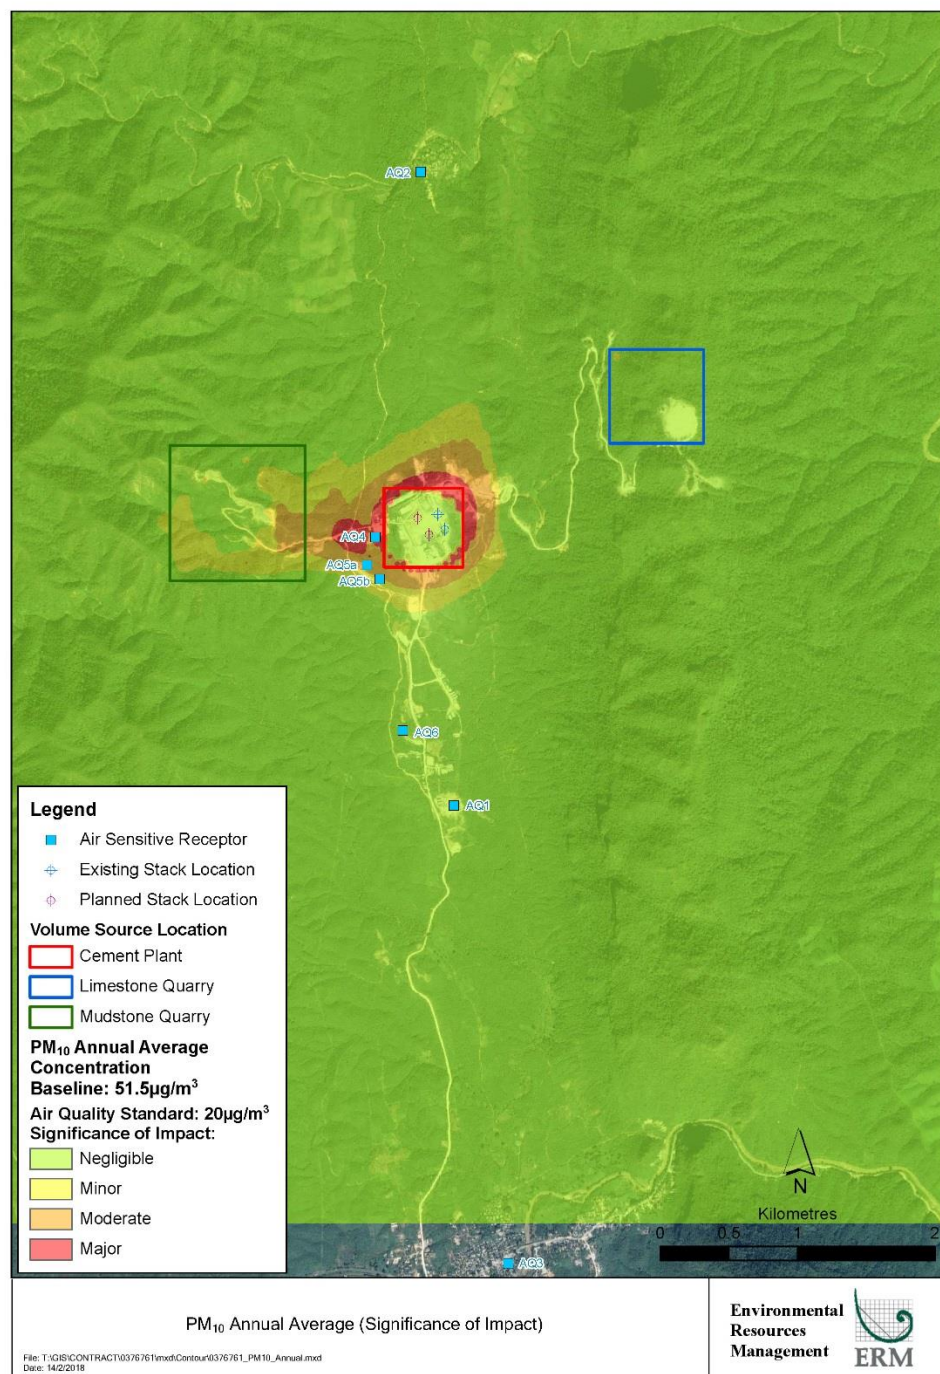 AQ2
AQ4
AQ5a
AQ5b
AQ6
AQ1
Legend
Air Sensitive Receptor
Existing Stack Location
Planned Stack Location
Volume Source Location
Cement Plant
Limestone Quarry
Mudstone Quarry
PM₁₀ Annual Average
Concentration
Baseline: 51.5µg/m³
Air Quality Standard: 20µg/m³
Significance of Impact:
Negligible
Minor
Moderate
Major
N
Kilometres
0 0.5 1 2
AQ3
PM₁₀ Annual Average (Significance of Impact)
File: T:\GIS\CONTRACT\0376761\mxd\Contour\0376761_PM10_Annual.mxd
Date: 14/2/2018
Environmental
Resources
Management
ERM